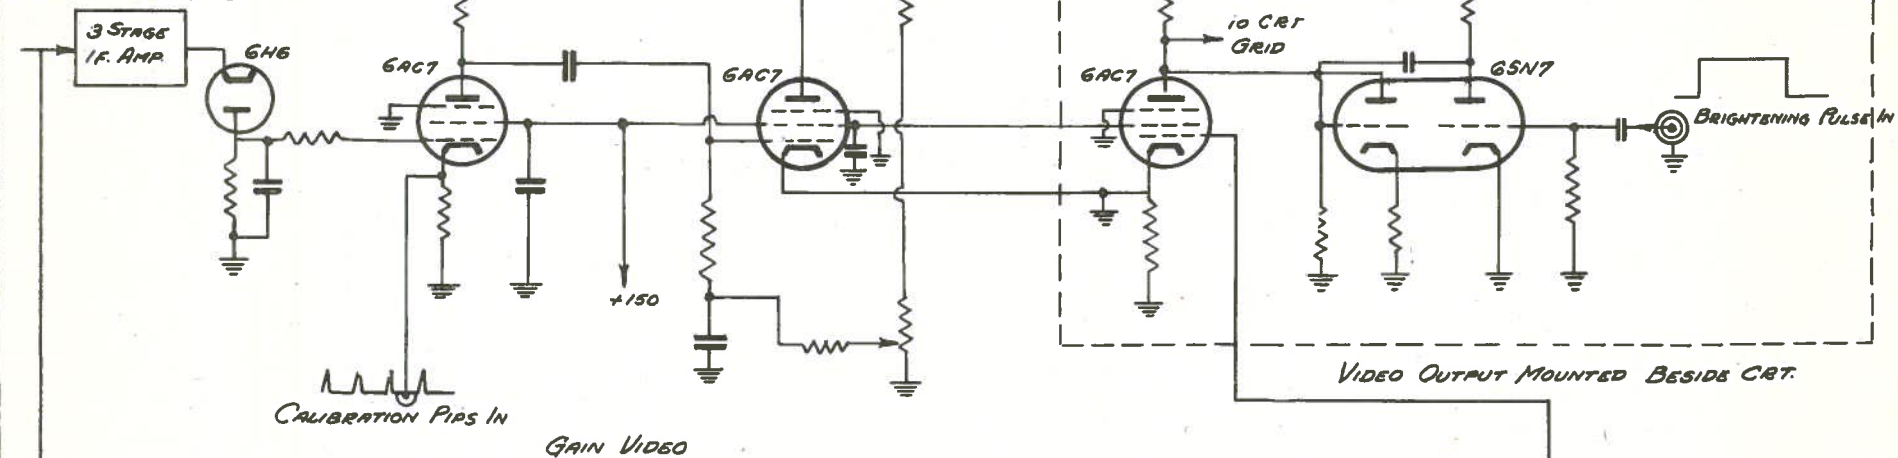 3 STAGE
IF. AMP.
6H6
6AC7
6AC7
6AC7
TO CRT
GRID
6SN7
BRIGHTENING PULSE IN
+150
CALIBRATION PIPS IN
VIDEO OUTPUT MOUNTED BESIDE CRT.
GAIN VIDEO